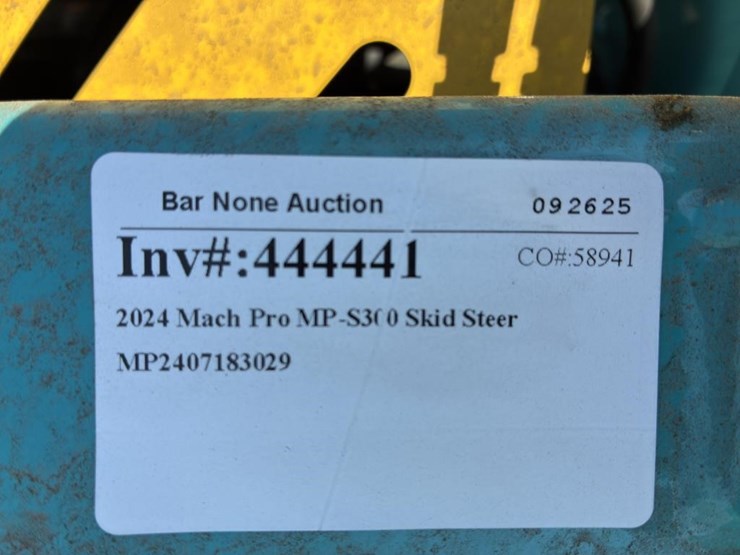 Bar None Auction 092625
Inv#:444441 CO#:58941
2024 Mach Pro MP-S300 Skid Steer
MP2407183029